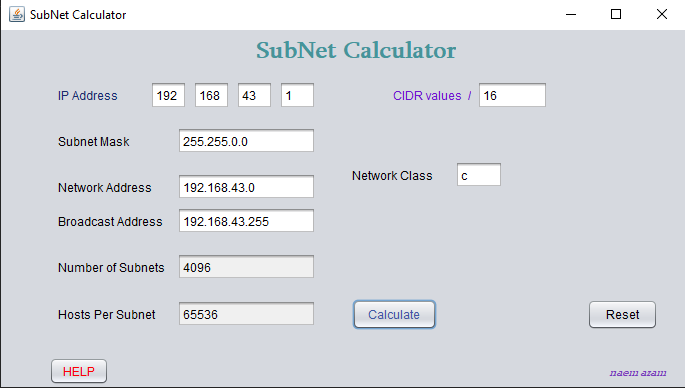 SubNet Calculator
SubNet Calculator
IP Address 192 168 43 1 CIDR values / 16
Subnet Mask 255.255.0.0
Network Class c
Network Address 192.168.43.0
Broadcast Address 192.168.43.255
Number of Subnets 4096
Hosts Per Subnet 65536 Calculate Reset
HELP naem azam